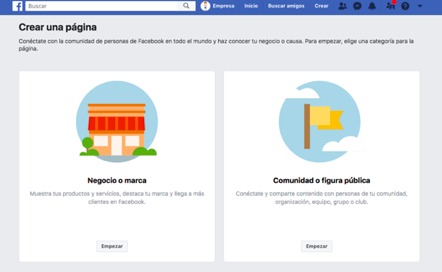 f Buscar Empresa Inicio Buscar amigos Crear
Crear una página
Conéctate con la comunidad de personas de Facebook en todo el mundo y haz conocer tu negocio o causa. Para empezar, elige una categoría para la
página.
Negocio o marca
Muestra tus productos y servicios, destaca tu marca y llega a más
clientes en Facebook.
Empezar
Comunidad o figura pública
Conéctate y comparte contenido con personas de tu comunidad,
organización, equipo, grupo o club.
Empezar